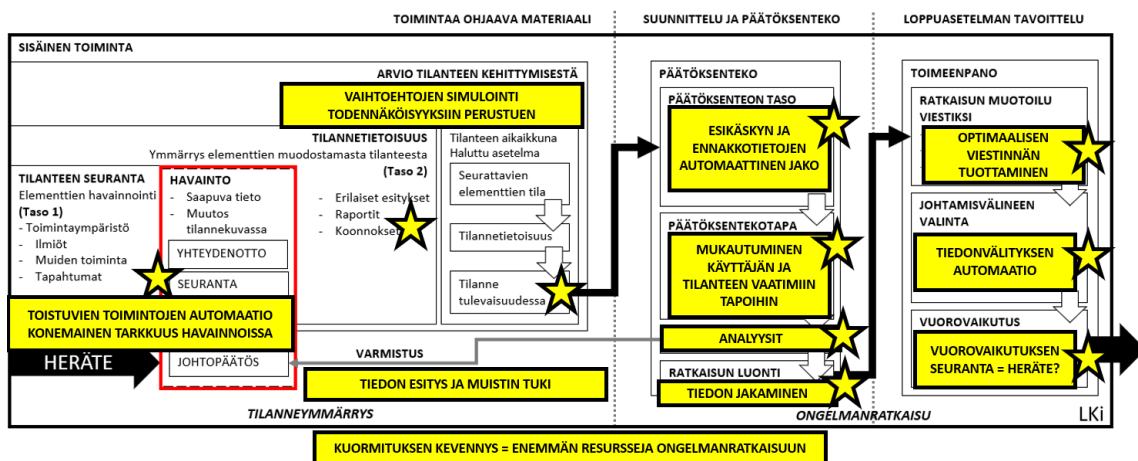 TOIMINTAA OHJAAVA MATERIAALI
SUUNNITTELU JA PÄÄTÖKSENTEKO
LOPPUASETELMAN TAVOITTELU
SISÄINEN TOIMINTA
ARVIO TILANTEEN KEHITTYMISESTÄ
VAIHTOEHTOJEN SIMULOINTI
TODENNÄKÖISYYKSIIN PERUSTUEN
TILANNETIETOISUUS
Ymmärrys elementtien muodostamasta tilanteesta
(Taso 2)
- Erilaiset esitykset
- Raportit
- Koonnokset
TILANTEEN SEURANTA
Elementtien havainnointi
(Taso 1)
- Toimintaympäristö
- Ilmiöt
- Muiden toiminta
- Tapahtumat
HAVAINTO
- Saapuva tieto
- Muutos
tilannekuvassa
YHTEYDENOTTO
SEURANTA
TOISTUVIEN TOIMINTOJEN AUTOMAATIO
KONEMAINEN TARKKUUS HAVAINNOISSA
HERÄTE
JOHTOPÄÄTÖS
Tilanteen aikaikkuna
Haluttu asetelma
Seurattavien
elementtien tila
Tilannetietoisuus
Tilanne
tulevaisuudessa
VARMISTUS
TIEDON ESITYS JA MUISTIN TUKI
TILANNEYMMÄRRYS
PÄÄTÖKSENTEKO
PÄÄTÖKSENTEON TASO
ESIKÄSKYN JA
ENNAKKOTIETOJEN
AUTOMAATTINEN JAKO
PÄÄTÖKSENTEKOTAPA
MUKAUTUMINEN
KÄYTTÄJÄN JA
TILANTEEN VAATIMIIN
TAPOIHIN
ANALYYSIT
RATKAISUN LUONTI
TIEDON JAKAMINEN
ONGELMANRATKAISU
TOIMEENPANO
RATKAISUN MUOTOILU
VIESTIKSI
OPTIMAALISEN
VIESTINNÄN
TUOTTAMINEN
JOHTAMISVÄLINEEN
VALINTA
TIEDONVÄLITYKSEN
AUTOMAATIO
VUOROVAIKUTUS
VUOROVAIKUTUKSEN
SEURANTA = HERÄTE?
LKi
KUORMITUKSEN KEVENNYS = ENEMMÄN RESURSSEJA ONGELMANRATKAISUUN